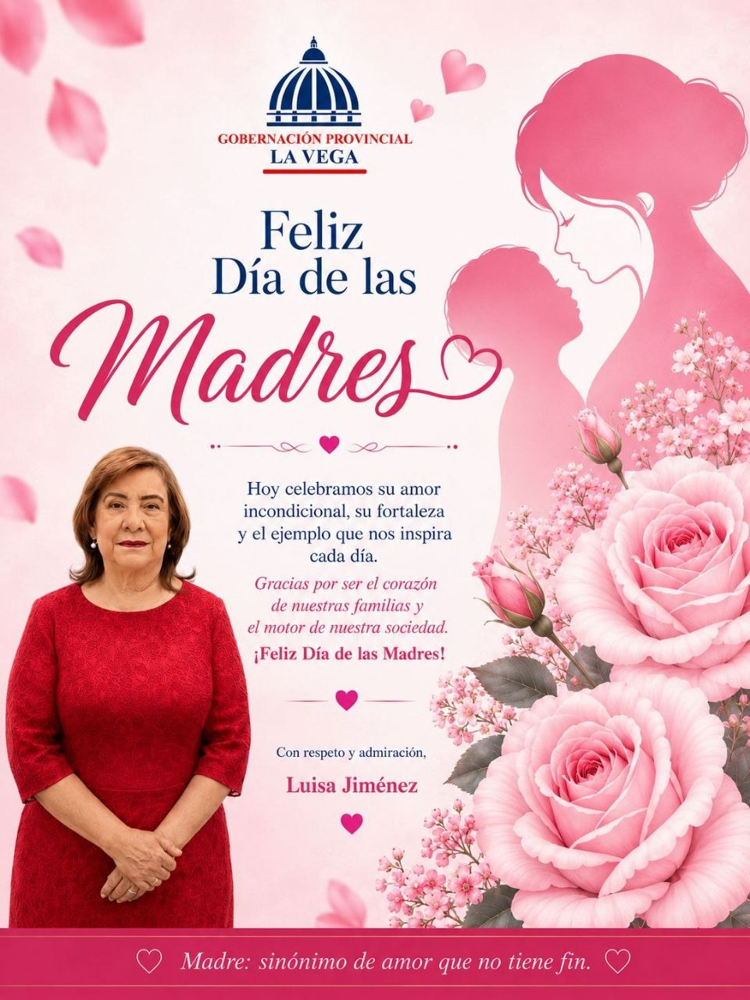 GOBERNACIÓN PROVINCIAL
LA VEGA
Feliz
Día de las
Madres
Hoy celebramos su amor
incondicional, su fortaleza
y el ejemplo que nos inspira
cada día.
Gracias por ser el corazón
de nuestras familias y
el motor de nuestra sociedad.
¡Feliz Día de las Madres!
Con respeto y admiración,
Luisa Jiménez
Madre: sinónimo de amor que no tiene fin.